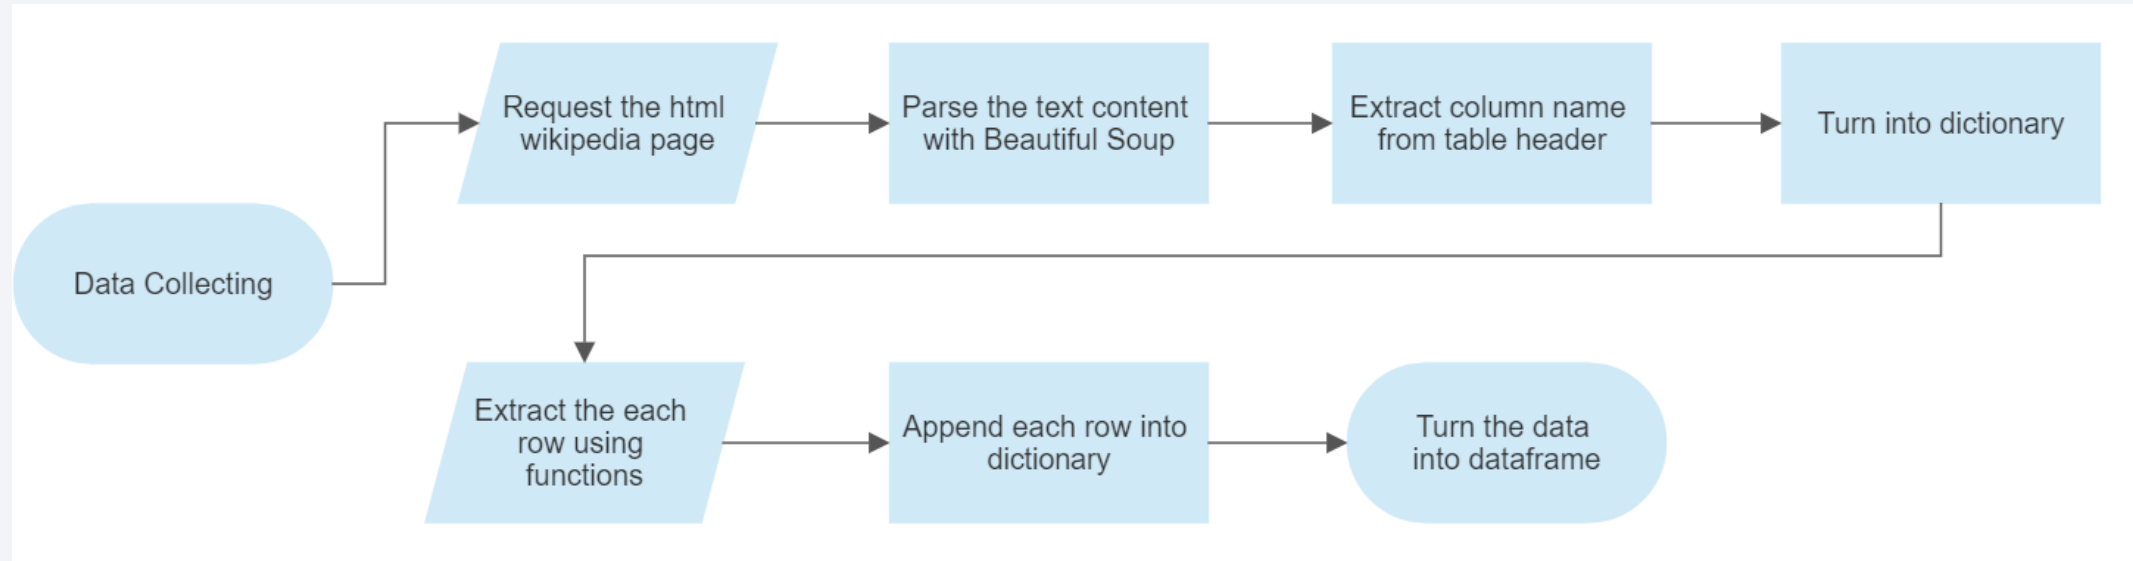 Data Collecting
Request the html
wikipedia page
Parse the text content
with Beautiful Soup
Extract column name
from table header
Turn into dictionary
Extract the each
row using
functions
Append each row into
dictionary
Turn the data
into dataframe